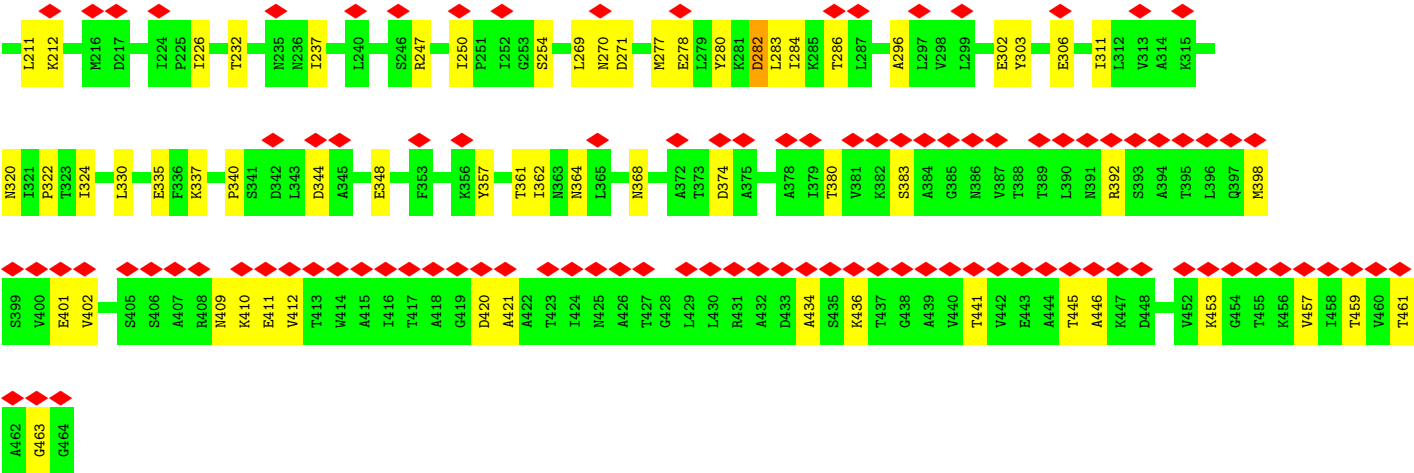 L211 K212 M216 D217 I224 P225 I226 T232 N235 N236 I237 L240 S246 R247 I250 P251 I252 G253 S254 L269 N270 D271 M277 E278 L279 Y280 K281 D282 L283 I284 K285 T286 L287 A296 L297 V298 L299 E302 Y303 E306 I311 L312 V313 A314 K315
N320 I321 P322 T323 I324 L330 E335 F336 K337 P340 S341 D342 L343 D344 A345 E348 F353 K356 Y357 T361 I362 N363 N364 L365 N368 A372 T373 D374 A375 A378 I379 T380 V381 K382 S383 A384 G385 N386 V387 T388 T389 L390 N391 R392 S393 A394 T395 L396 Q397 M398
S399 V400 E401 V402 S405 S406 A407 R408 N409 K410 E411 V412 T413 W414 A415 I416 T417 A418 G419 D420 A421 A422 T423 I424 N425 A426 T427 G428 L429 L430 R431 A432 D433 A434 S435 K436 T437 G438 A439 V440 T441 V442 E443 A444 T445 A446 K447 D448 V452 K453 G454 T455 K456 V457 I458 T459 V460 T461
A462 G463 G464